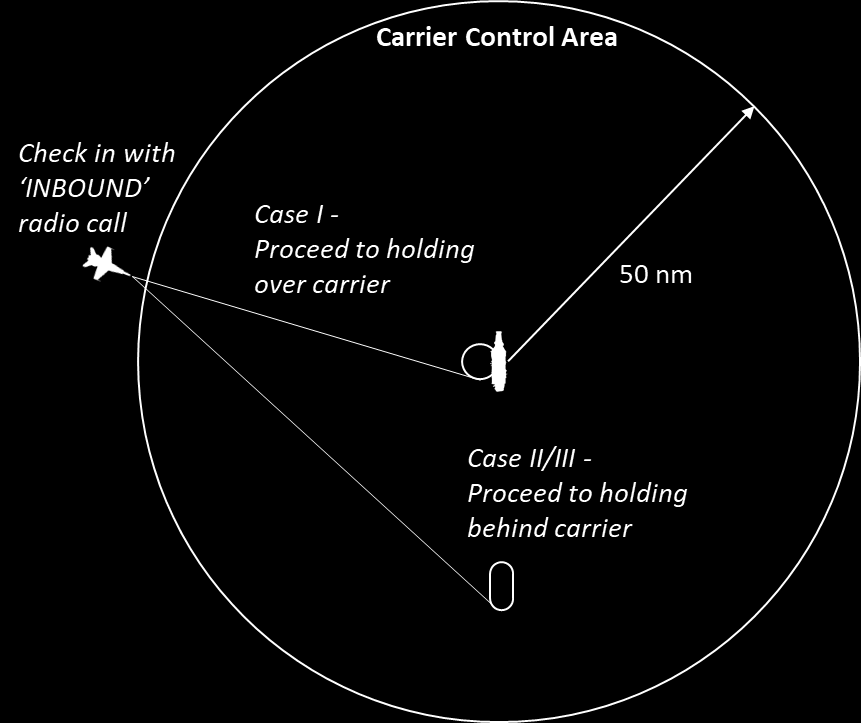 Carrier Control Area
Check in with
‘INBOUND’
radio call
Case I -
Proceed to holding
over carrier
50 nm
Case II/III -
Proceed to holding
behind carrier